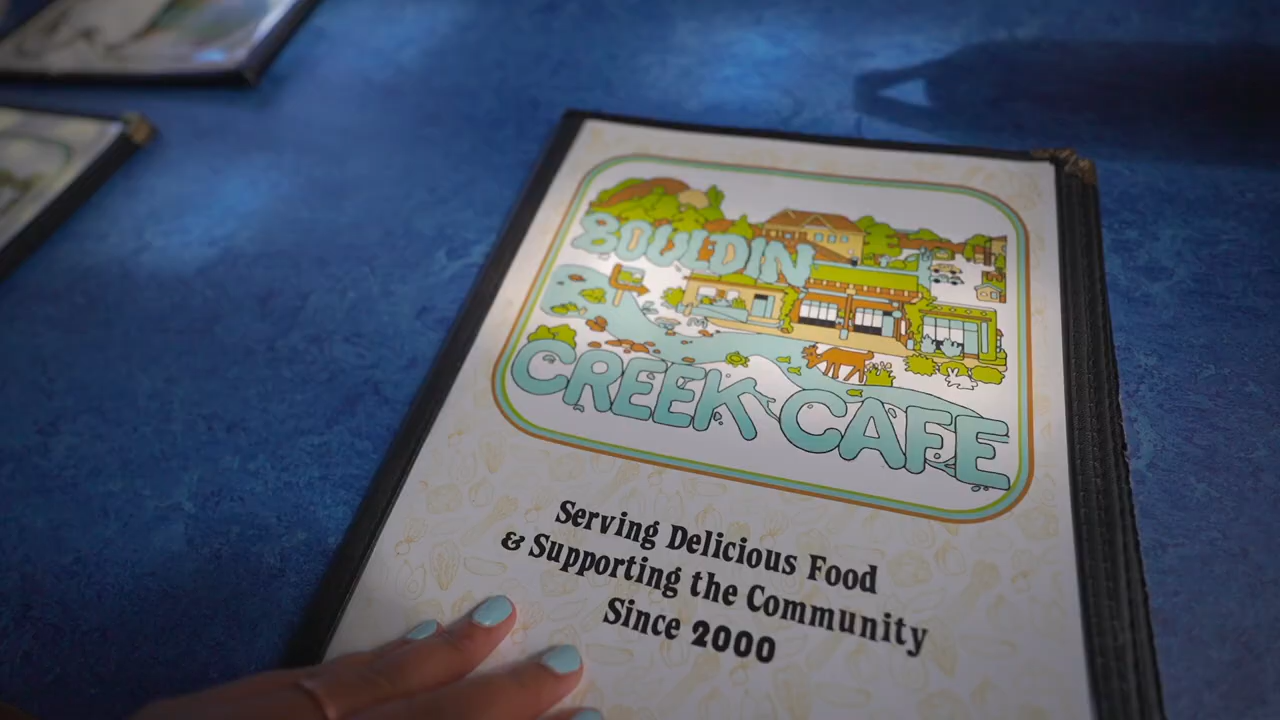 BOULDIN
CREEK CAFE
Serving Delicious Food
& Supporting the Community
Since 2000